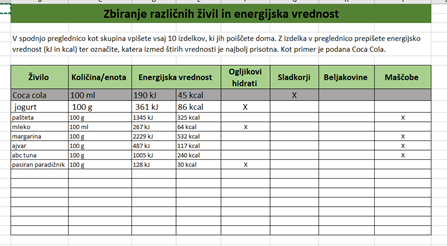 Zbiranje različnih živil in energijska vrednost
V spodnjo preglednico kot skupina vpišete vsaj 10 izdelkov, ki jih poiščete doma. Z izdelka v preglednico prepišete energijsko
vrednost (kJ in kcal) ter označite, katera izmed štirih vrednosti je najbolj prisotna. Kot primer je podana Coca Cola.
Živilo Količina/enota Energijska vrednost Ogljikovi hidrati Sladkorji Beljakovine Maščobe
Coca cola 100 ml 190 kJ 45 kcal X
jogurt 100 g 361 kJ 86 kcal X
pašteta 100 g 1345 kJ 325 kcal X
mleko 100 ml 267 kJ 64 kcal X
margarina 100 g 2229 kJ 532 kcal X
ajvar 100 g 487 kJ 117 kcal X
abc tuna 100 g 1005 kJ 240 kcal X
pasiran paradižnik 100 g 128 kJ 30 kcal X